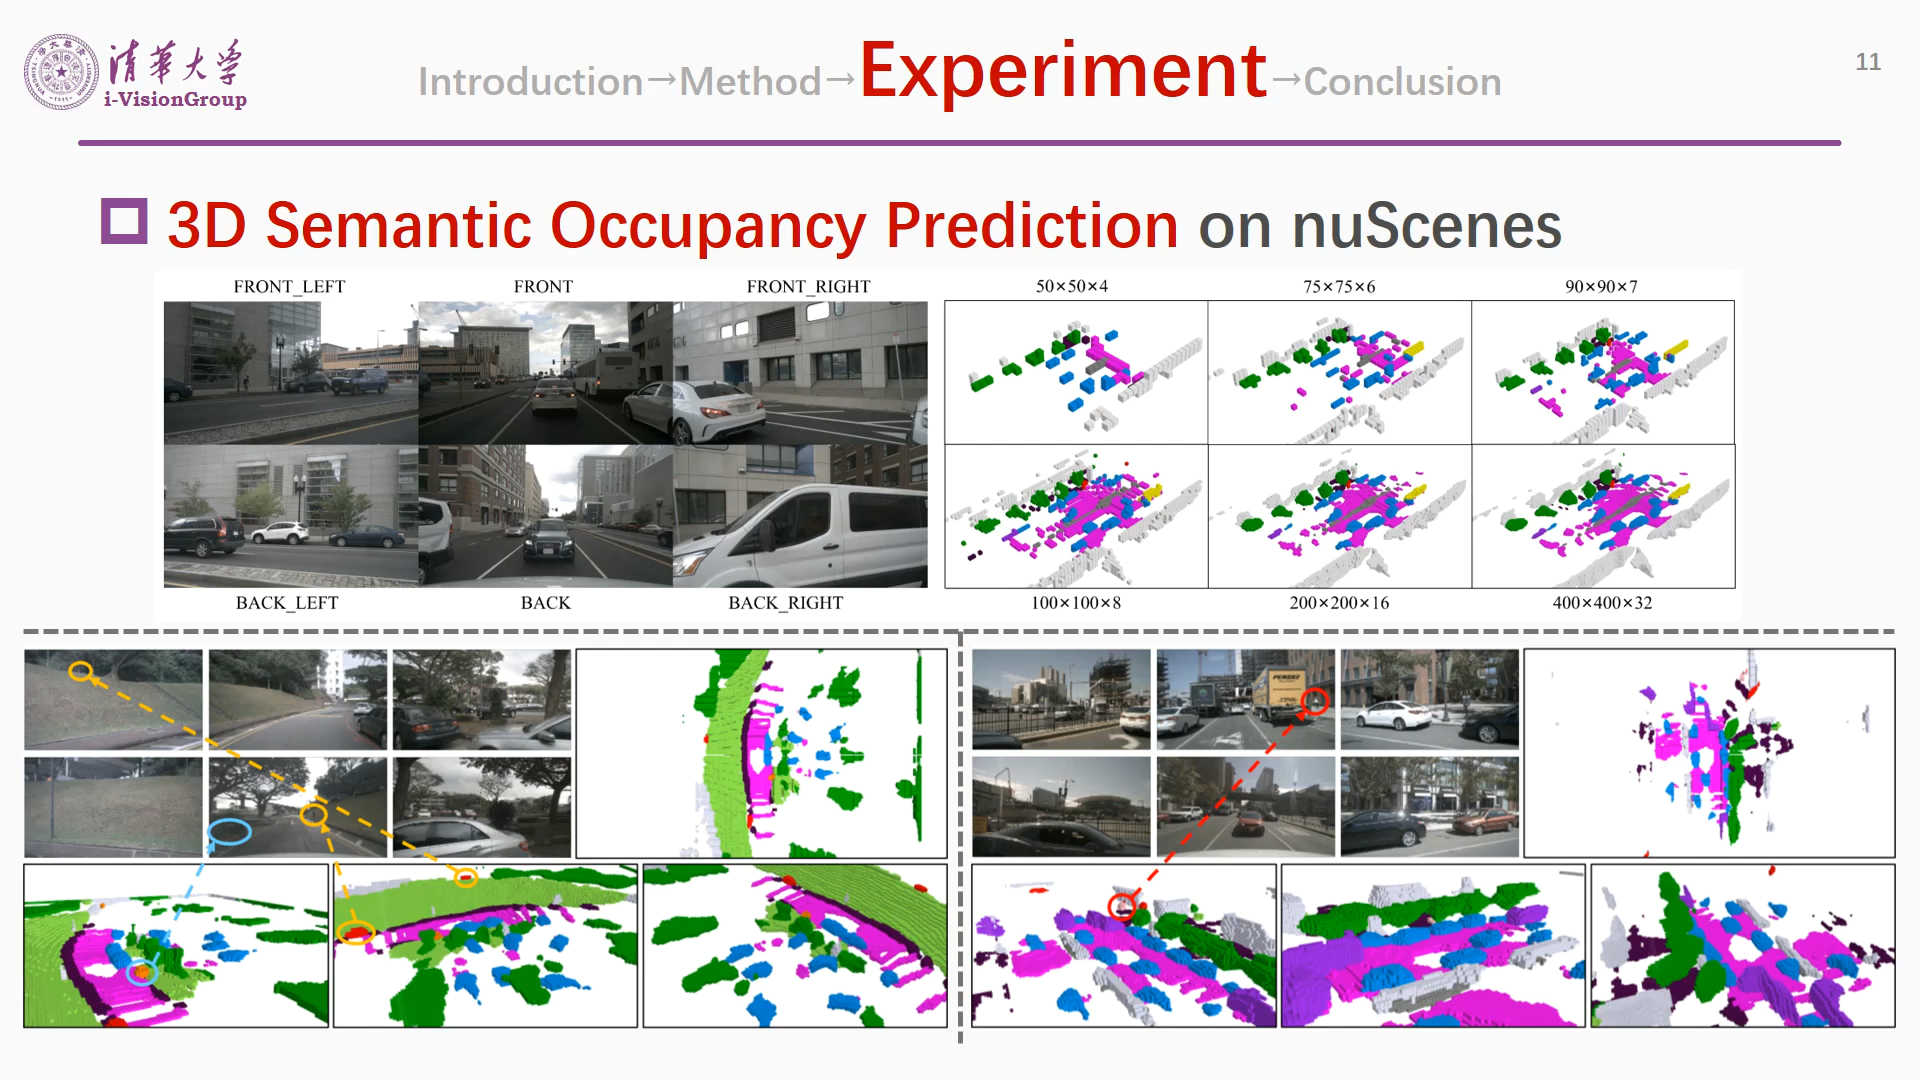 清华大学
i-VisionGroup
Introduction→Method→Experiment→Conclusion
11
3D Semantic Occupancy Prediction on nuScenes
FRONT_LEFT FRONT FRONT_RIGHT
50×50×4 75×75×6 90×90×7
BACK_LEFT BACK BACK_RIGHT
100×100×8 200×200×16 400×400×32
PENSKE